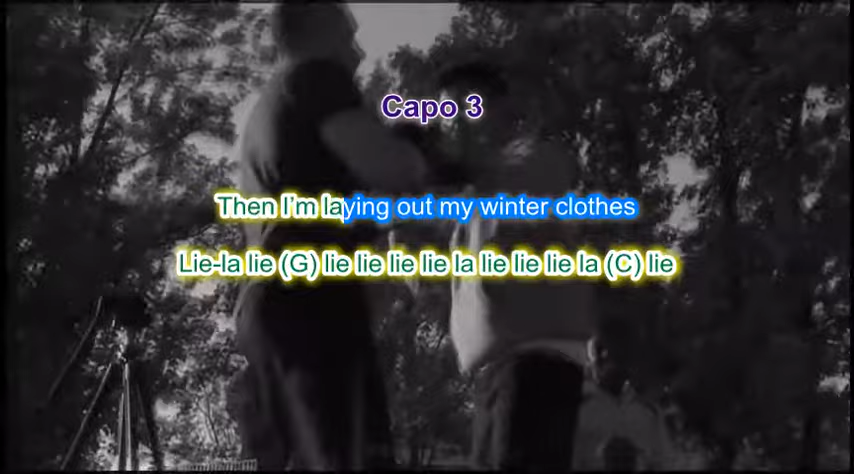 Capo 3
Then I'm laying out my winter clothes
Lie-la lie (G) lie lie lie lie la lie lie lie la (C) lie